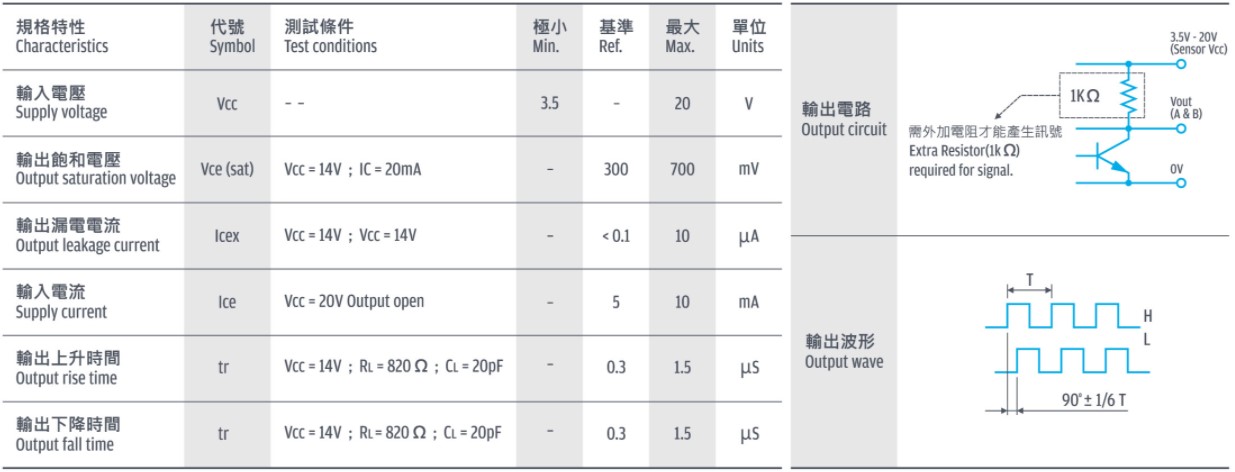 規格特性 代號 測試條件 極小 基準 最大 單位
Characteristics Symbol Test conditions Min. Ref. Max. Units
輸入電壓
Supply voltage Vcc - - 3.5 - 20 V
輸出飽和電壓
Output saturation voltage Vce (sat) Vcc = 14V ; IC = 20mA - 300 700 mV
輸出漏電電流
Output leakage current Icex Vcc = 14V ; Vcc = 14V - < 0.1 10 μA
輸入電流
Supply current Ice Vcc = 20V Output open - 5 10 mA
輸出上升時間
Output rise time tr Vcc = 14V ; RL = 820 Ω ; CL = 20pF - 0.3 1.5 μS
輸出下降時間
Output fall time tr Vcc = 14V ; RL = 820 Ω ; CL = 20pF - 0.3 1.5 μS
輸出電路
Output circuit
3.5V - 20V
(Sensor Vcc)
1KΩ
Vout
(A & B)
需外加電阻才能產生訊號
Extra Resistor(1k Ω)
required for signal.
0V
輸出波形
Output wave
T
H
L
90°± 1/6 T